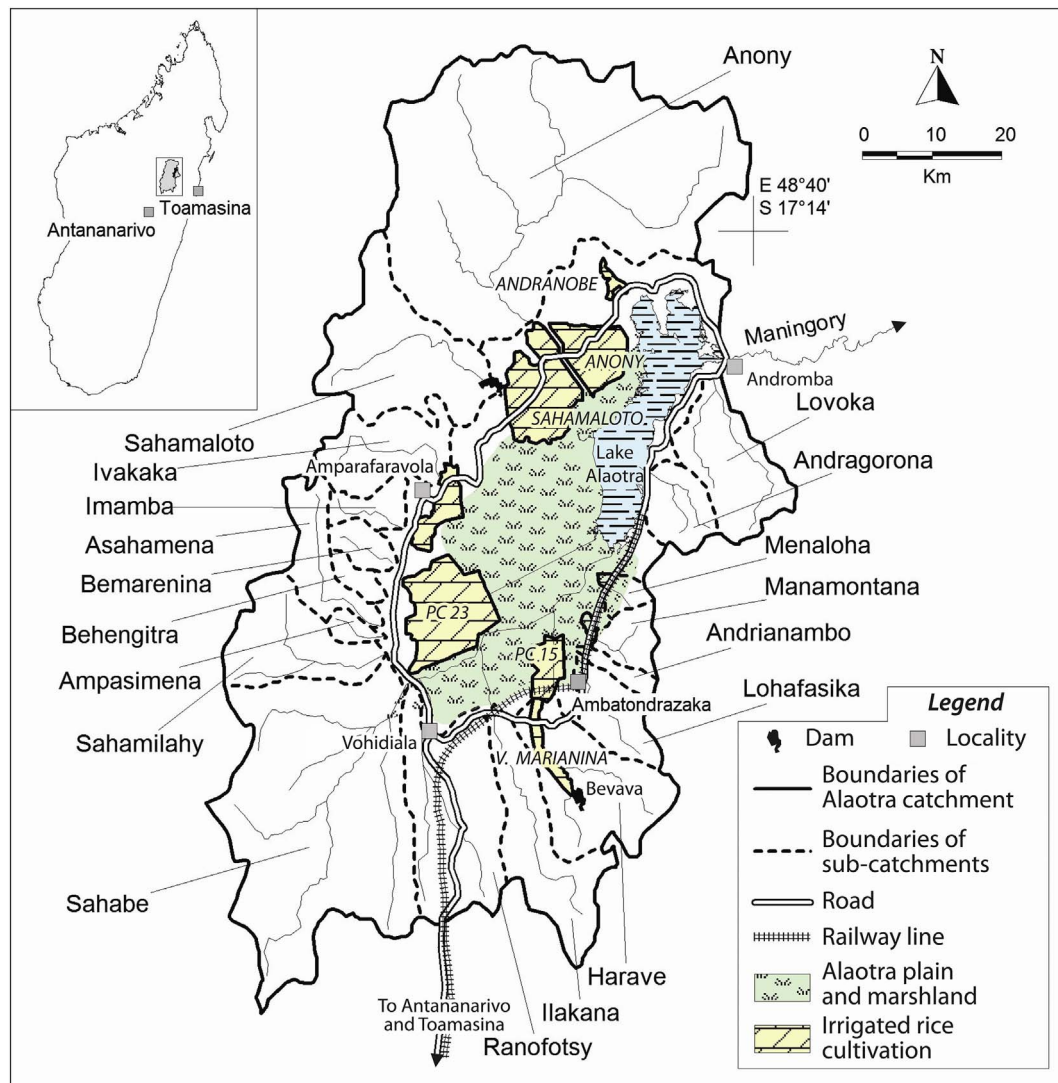 Anony
N
0 10 20
Km
E 48°40'
S 17°14'
Toamasina
Antananarivo
ANDRANOBE
Maningory
ANONY
Andromba
Lovoka
SAHAMALOTO
Sahamaloto
Lake
Alaotra
Andragorona
Ivakaka
Amparafaravola
Imamba
Asahamena
Menaloha
Bemarenina
Manamontana
Behengitra
PC 23
Andrianambo
PC 15
Ampasimena
Lohafasika
Ambatondrazaka
Sahamilahy
Vohidiala
V. MARIANINA
Bevava
Sahabe
Harave
To Antananarivo
and Toamasina
Ilakana
Ranofotsy
Legend
Dam
Locality
Boundaries of
Alaotra catchment
Boundaries of
sub-catchments
Road
Railway line
Alaotra plain
and marshland
Irrigated rice
cultivation